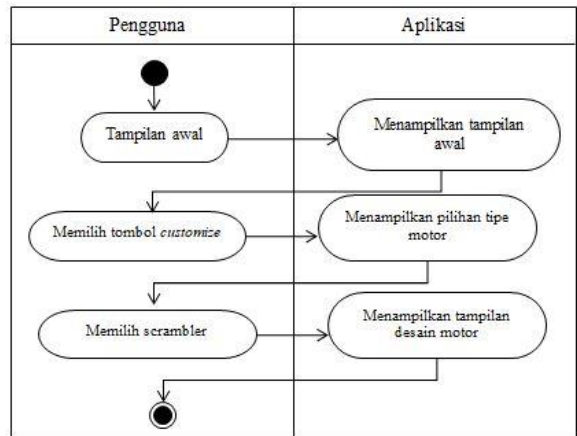 Pengguna
Aplikasi
Tampilan awal
Menampilkan tampilan
awal
Memilih tombol customize
Menampilkan pilihan tipe
motor
Memilih scrambler
Menampilkan tampilan
desain motor